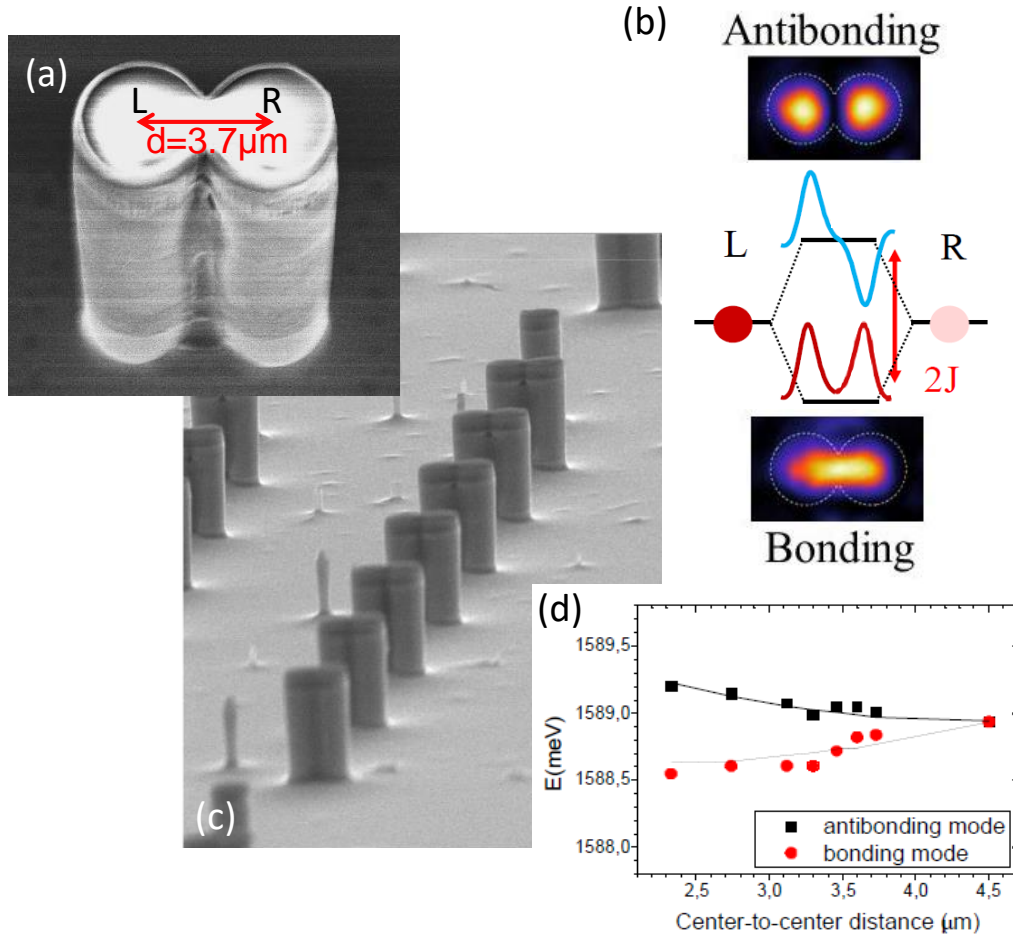 (a)
L
R
d=3.7µm
(b)
Antibonding
L
R
2J
Bonding
(c)
(d)
1589,5
1589,0
1588,5
1588,0
E(meV)
antibonding mode
bonding mode
2,5 3,0 3,5 4,0 4,5
Center-to-center distance (µm)